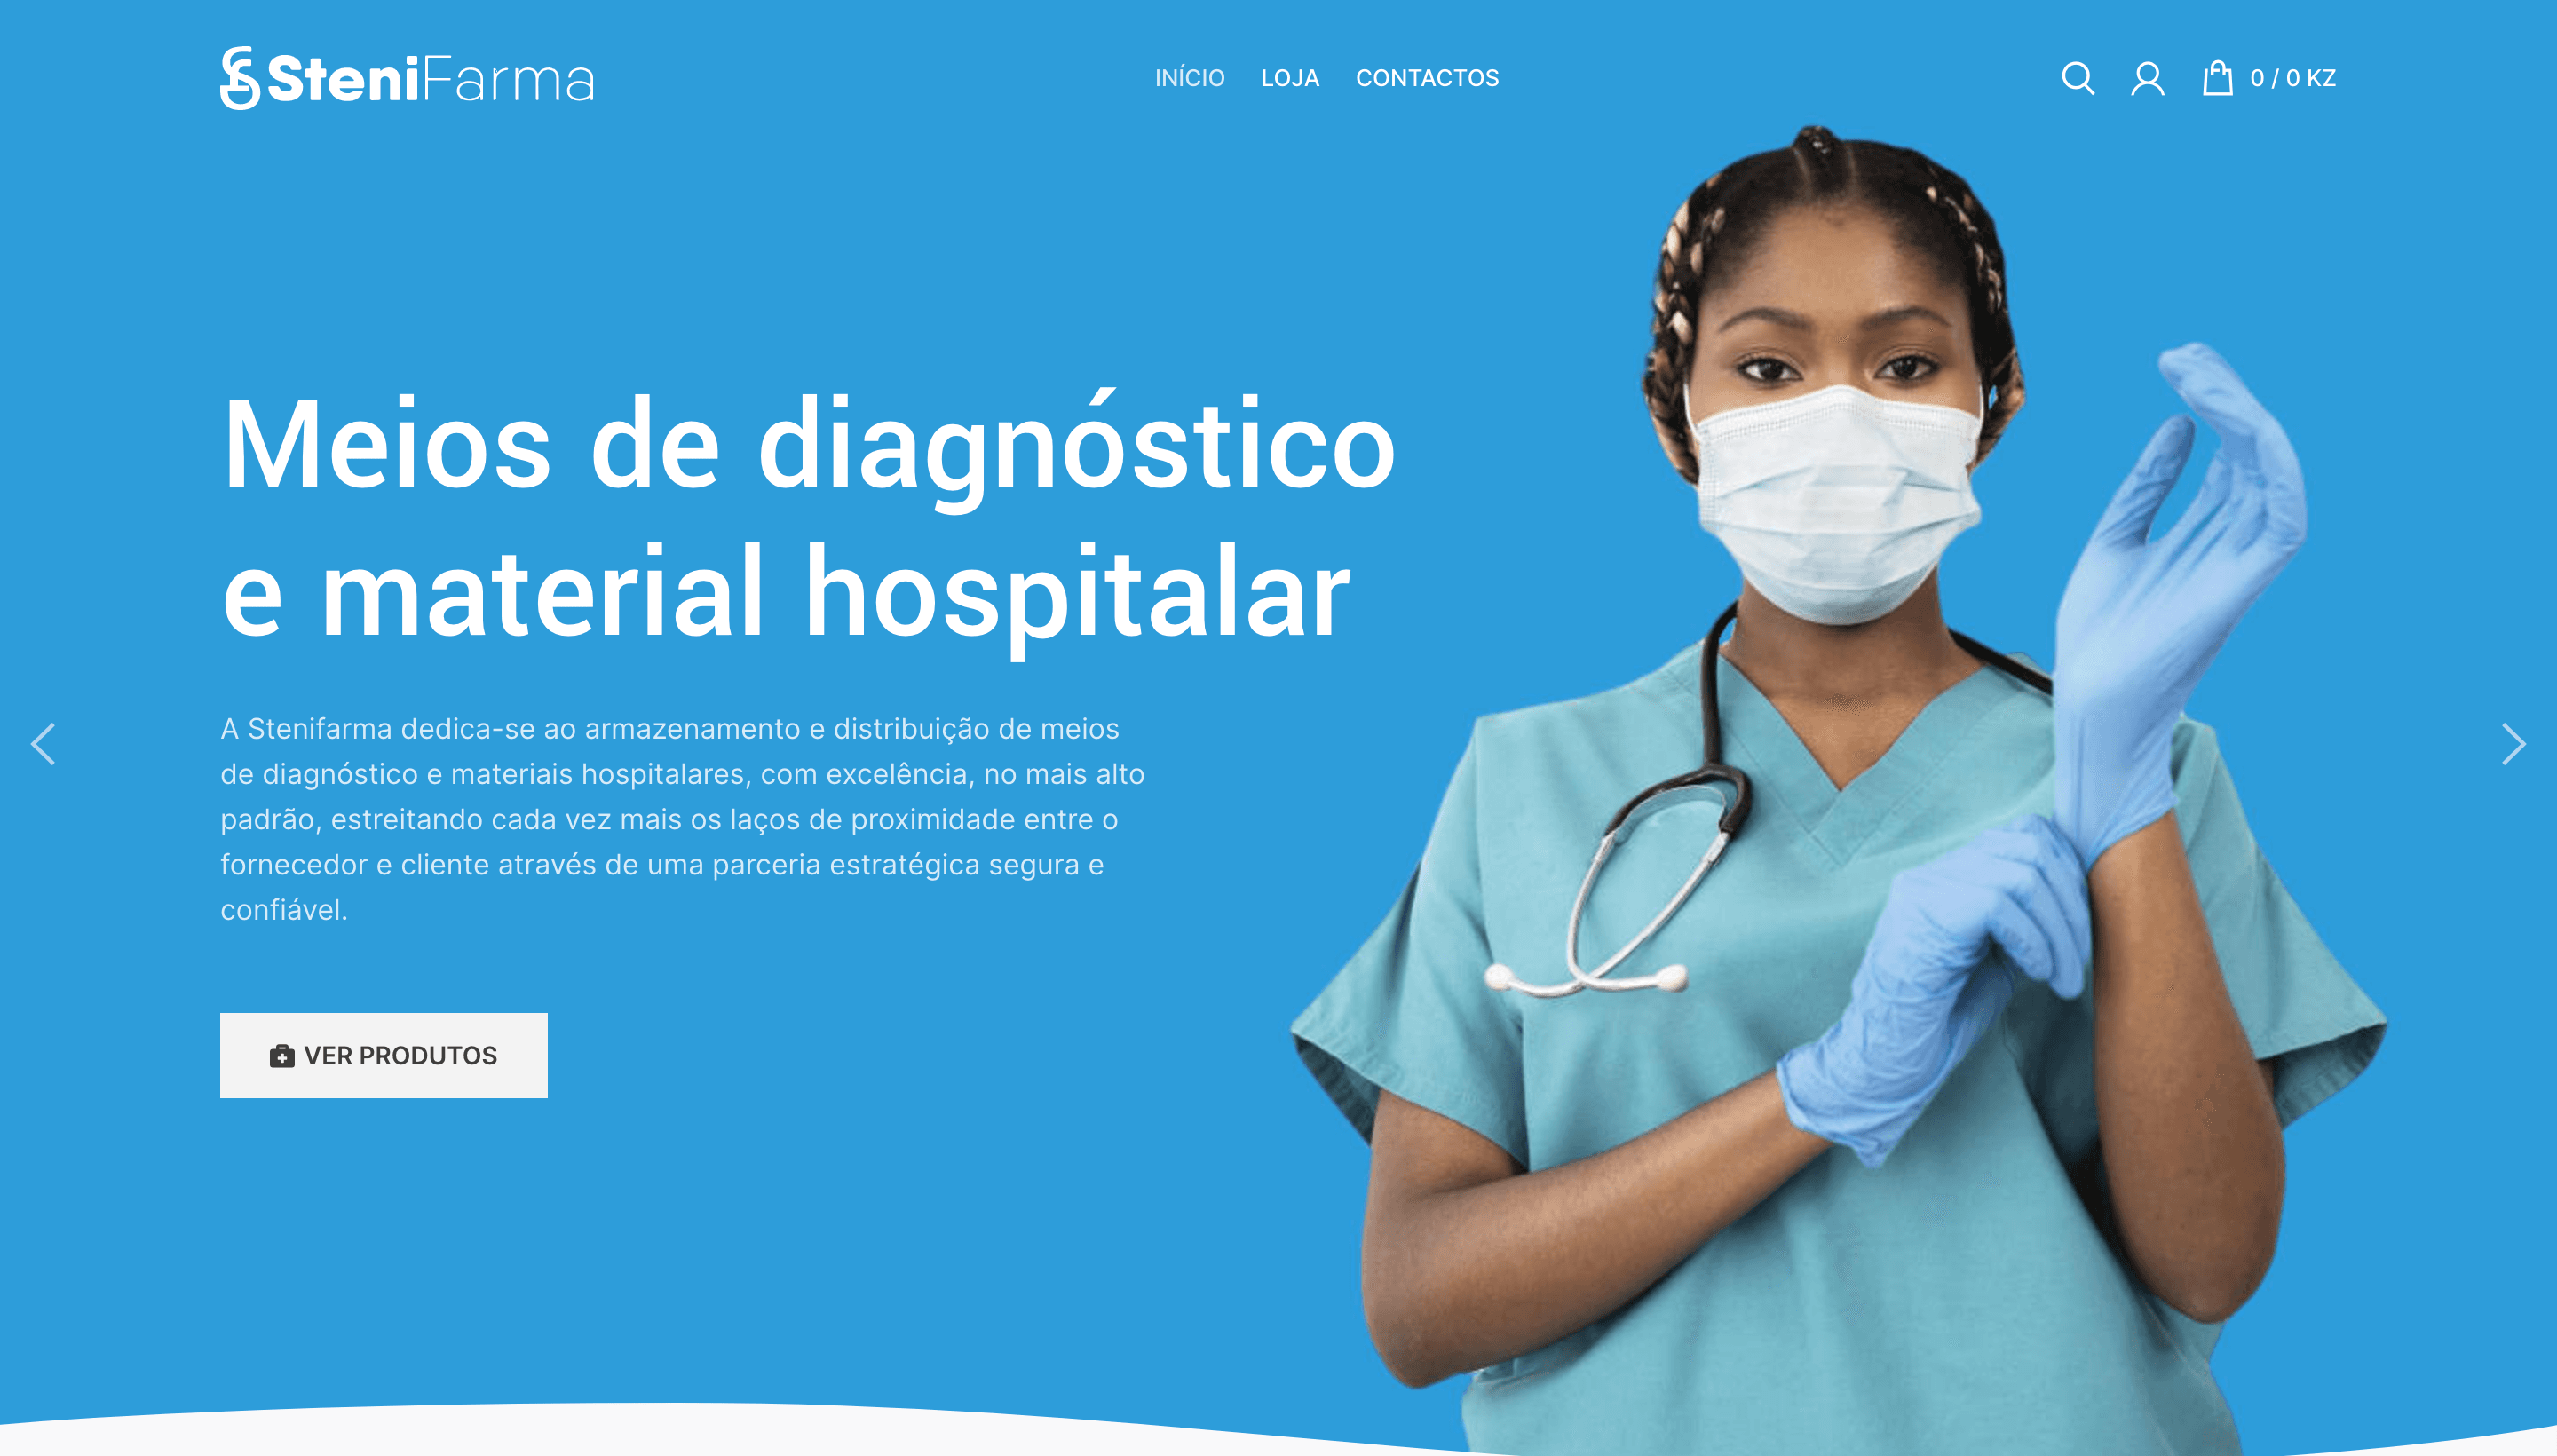 SteniFarma
INÍCIO LOJA CONTACTOS
0 / 0 KZ
Meios de diagnóstico
e material hospitalar
A Stenifarma dedica-se ao armazenamento e distribuição de meios
de diagnóstico e materiais hospitalares, com excelência, no mais alto
padrão, estreitando cada vez mais os laços de proximidade entre o
fornecedor e cliente através de uma parceria estratégica segura e
confiável.
VER PRODUTOS